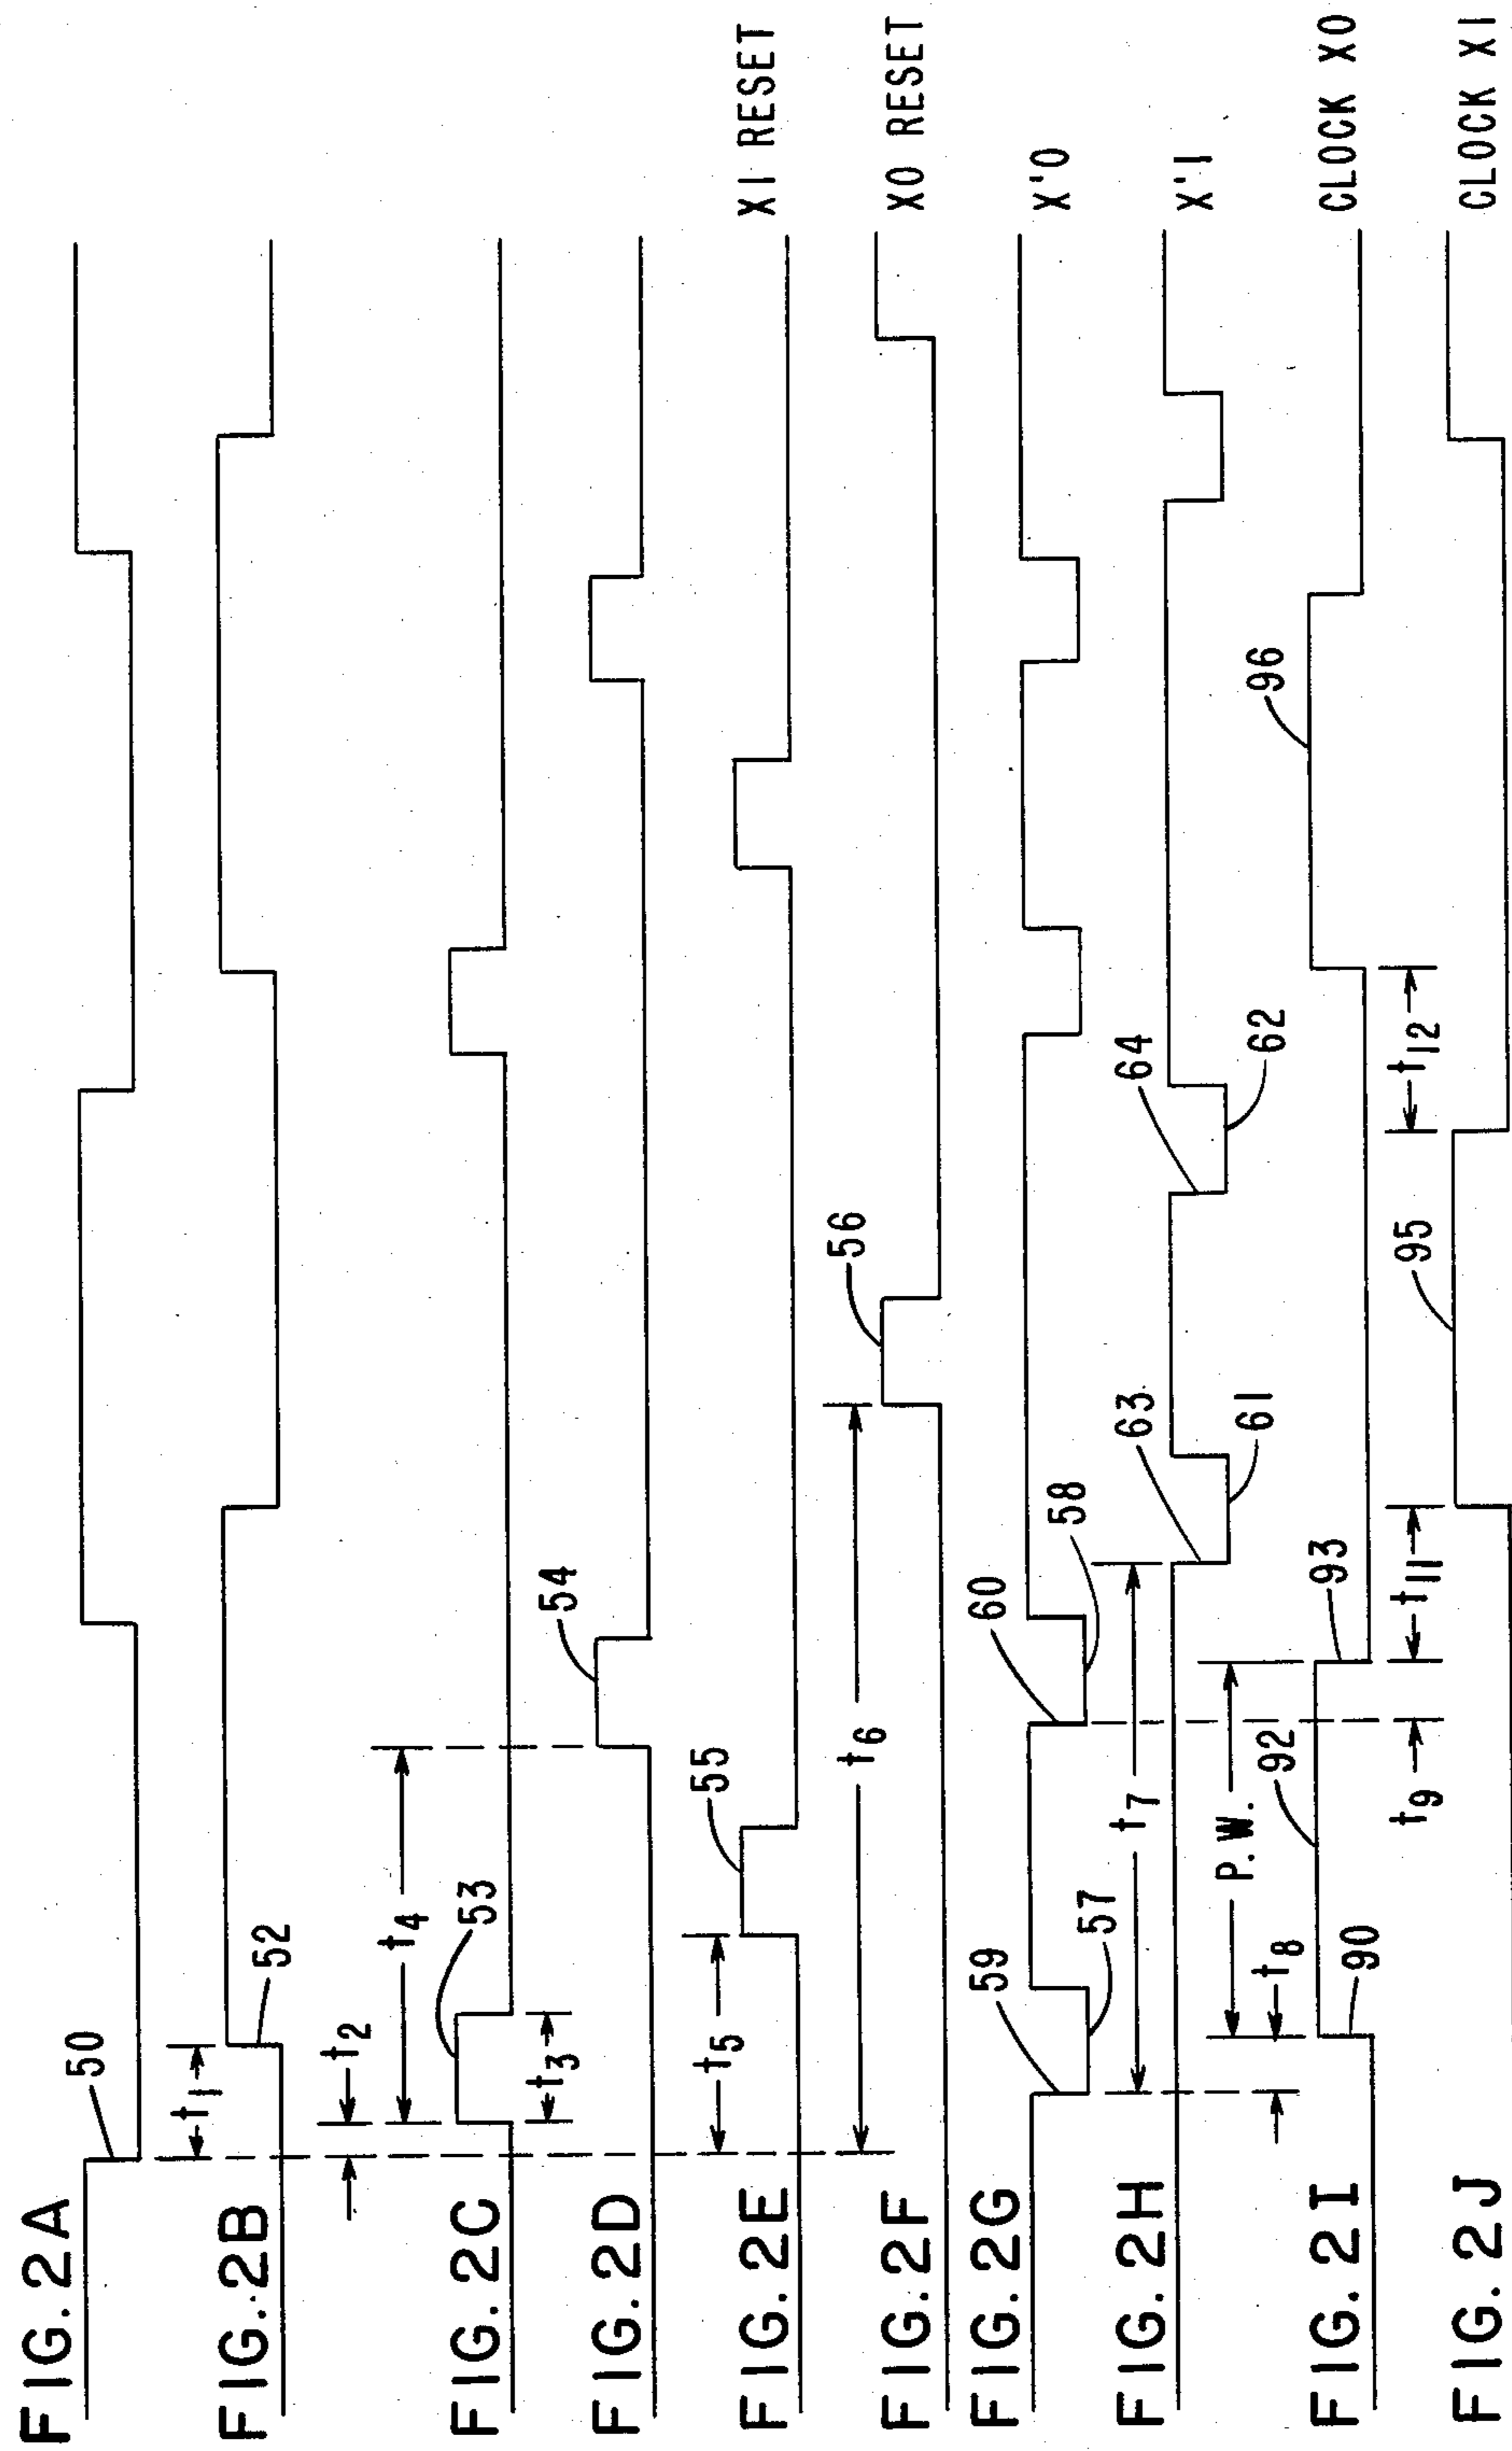 FIG. 2A
50
t1
FIG. 2B
52
t2
t4
FIG. 2C
53
t3
FIG. 2D
54
FIG. 2E
t5
55
X1 RESET
t6
FIG. 2F
56
X0 RESET
FIG. 2G
59
57
60
58
X'0
FIG. 2H
t7
63
61
64
62
X'1
P.W.
FIG. 2I
90
t8
92
93
96
CLOCK X0
t9
t11
t12
FIG. 2J
95
CLOCK X1